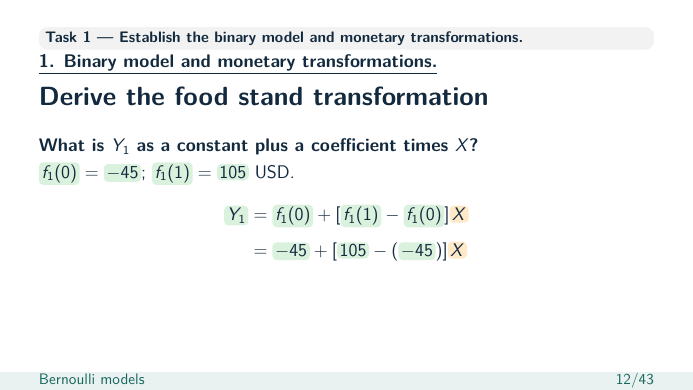 Task 1 — Establish the binary model and monetary transformations.
1. Binary model and monetary transformations.
Derive the food stand transformation
What is Y₁ as a constant plus a coefficient times X?
f₁(0) = −45; f₁(1) = 105 USD.
Y₁ = f₁(0) + [f₁(1) − f₁(0)]X
= −45 + [105 − (−45)]X
Bernoulli models 12/43